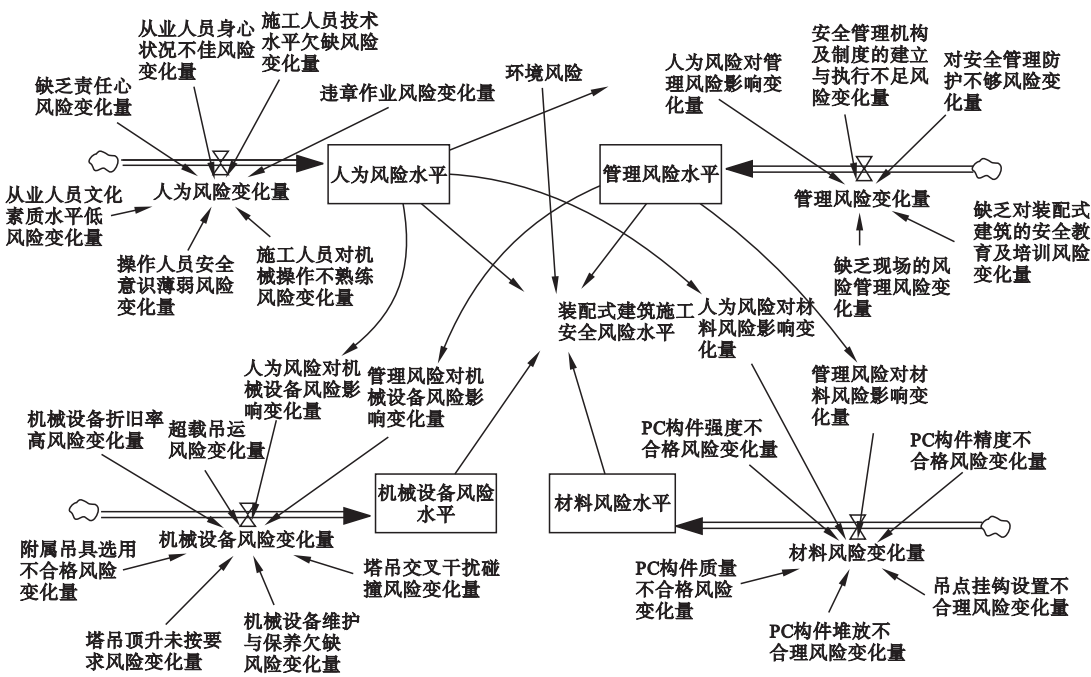 从业人员身心
状况不佳风险
变化量
施工人员技术
水平欠缺风险
变化量
缺乏责任心
风险变化量
违章作业风险变化量
环境风险
人为风险对管
理风险影响变
化量
安全管理机构
及制度的建立
与执行不足风
险变化量
对安全管理防
护不够风险变
化量
人为风险水平
管理风险水平
人为风险变化量
管理风险变化量
从业人员文化
素质水平低
风险变化量
操作人员安全
意识薄弱风险
变化量
施工人员对机
械操作不熟练
风险变化量
缺乏现场的风
险管理风险变
化量
缺乏对装配式
建筑的安全教
育及培训风险
变化量
装配式建筑施工
安全风险水平
人为风险对材
料风险影响变
化量
人为风险对机
械设备风险影
响变化量
管理风险对机
械设备风险影
响变化量
管理风险对材
料风险影响变
化量
机械设备折旧率
高风险变化量
超载吊运
风险变化量
PC构件强度不
合格风险变化量
PC构件精度不
合格风险变化量
机械设备风险
水平
材料风险水平
机械设备风险变化量
材料风险变化量
附属吊具选用
不合格风险
变化量
塔吊交叉干扰碰
撞风险变化量
PC构件质量
不合格风险
变化量
吊点挂钩设置不
合理风险变化量
塔吊顶升未按要
求风险变化量
机械设备维护
与保养欠缺
风险变化量
PC构件堆放不
合理风险变化量